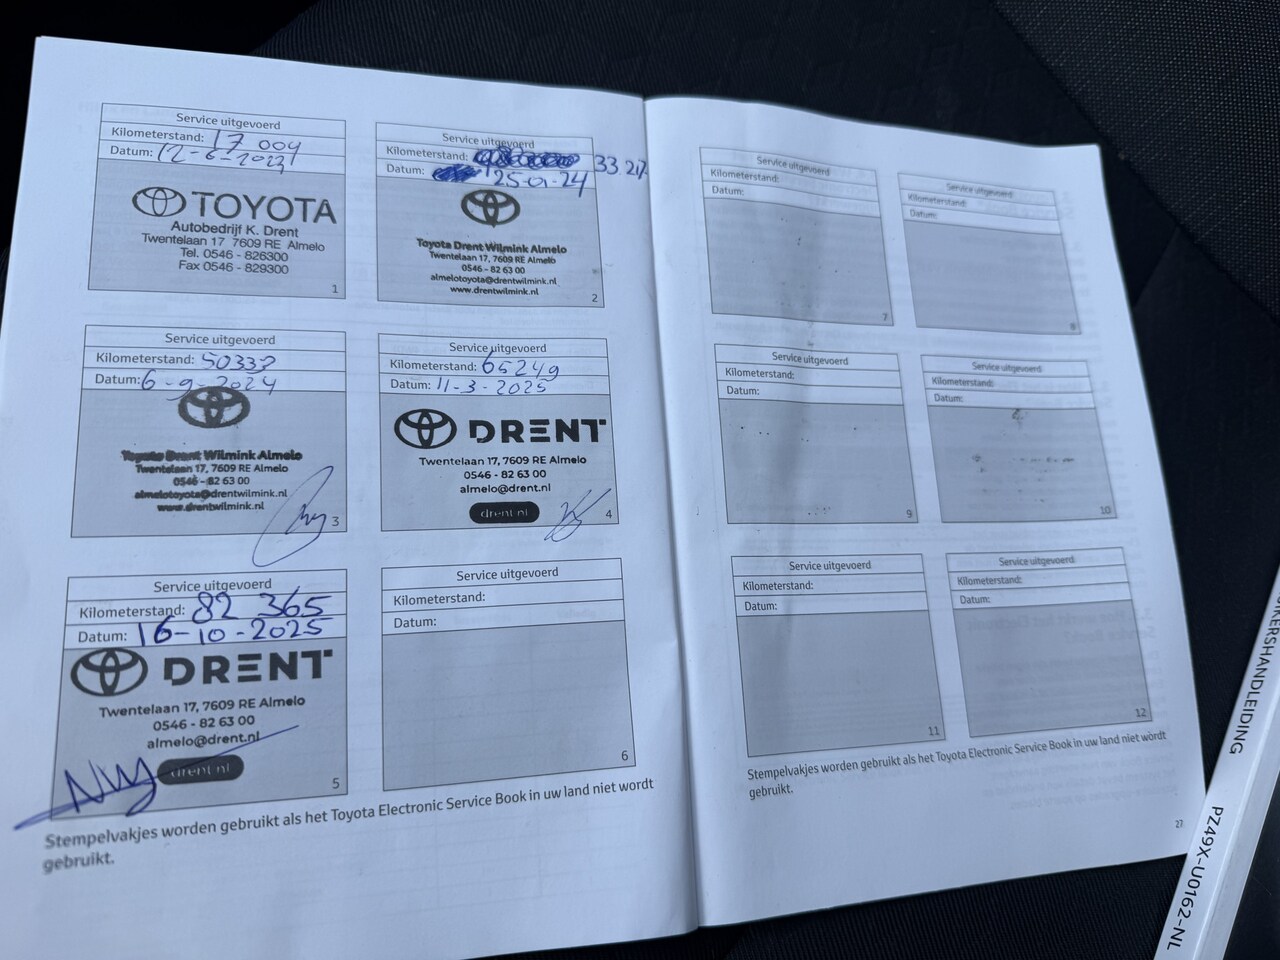 Service uitgevoerd
Kilometerstand: 17 004
Datum: 12-6-2023
TOYOTA
Autobedrijf K. Drent
Twentelaan 17 7609 RE Almelo
Tel. 0546 - 826300
Fax 0546 - 829300
1
Service uitgevoerd
Kilometerstand: 33.217
Datum: 25-01-24
Toyota Drent Wilmink Almelo
Twentelaan 17, 7609 RE Almelo
0546 - 82 63 00
almelotoyota@drentwilmink.nl
www.drentwilmink.nl
2
Service uitgevoerd
Kilometerstand: 50333
Datum: 6-9-2024
Toyota Drent Wilmink Almelo
Twentelaan 17, 7609 RE Almelo
0546 - 82 63 00
almelotoyota@drentwilmink.nl
www.drentwilmink.nl
3
Service uitgevoerd
Kilometerstand: 65249
Datum: 11-3-2025
DRENT
Twentelaan 17, 7609 RE Almelo
0546 - 82 63 00
almelo@drent.nl
drent.nl
4
Service uitgevoerd
Kilometerstand: 82 365
Datum: 16-10-2025
DRENT
Twentelaan 17, 7609 RE Almelo
0546 - 82 63 00
almelo@drent.nl
drent.nl
5
Service uitgevoerd
Kilometerstand:
Datum:
6
Stempelvakjes worden gebruikt als het Toyota Electronic Service Book in uw land niet wordt
gebruikt.
Service uitgevoerd
Kilometerstand:
Datum:
7
Service uitgevoerd
Kilometerstand:
Datum:
8
Service uitgevoerd
Kilometerstand:
Datum:
9
Service uitgevoerd
Kilometerstand:
Datum:
10
Service uitgevoerd
Kilometerstand:
Datum:
11
Service uitgevoerd
Kilometerstand:
Datum:
12
Stempelvakjes worden gebruikt als het Toyota Electronic Service Book in uw land niet wordt
gebruikt.
27
PZ49X-U0162-NL